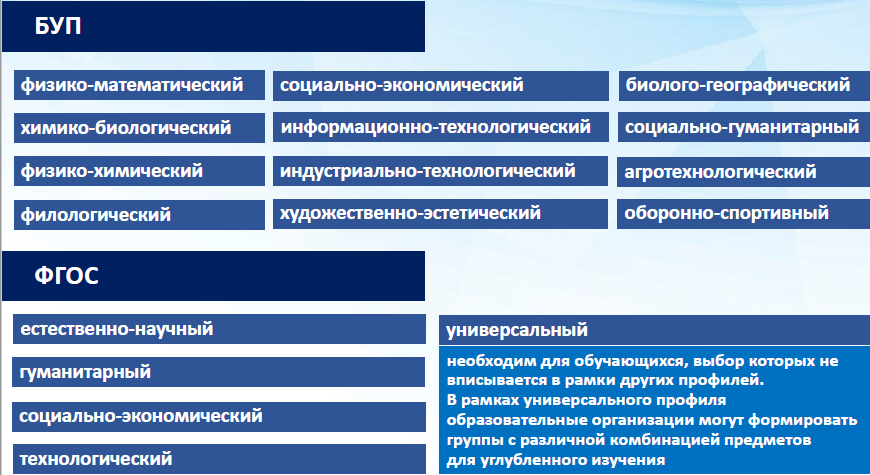 БУП
физико-математический
социально-экономический
биолого-географический
химико-биологический
информационно-технологический
социально-гуманитарный
физико-химический
индустриально-технологический
агротехнологический
филологический
художественно-эстетический
оборонно-спортивный
ФГОС
естественно-научный
гуманитарный
социально-экономический
технологический
универсальный
необходим для обучающихся, выбор которых не
вписывается в рамки других профилей.
В рамках универсального профиля
образовательные организации могут формировать
группы с различной комбинацией предметов
для углубленного изучения